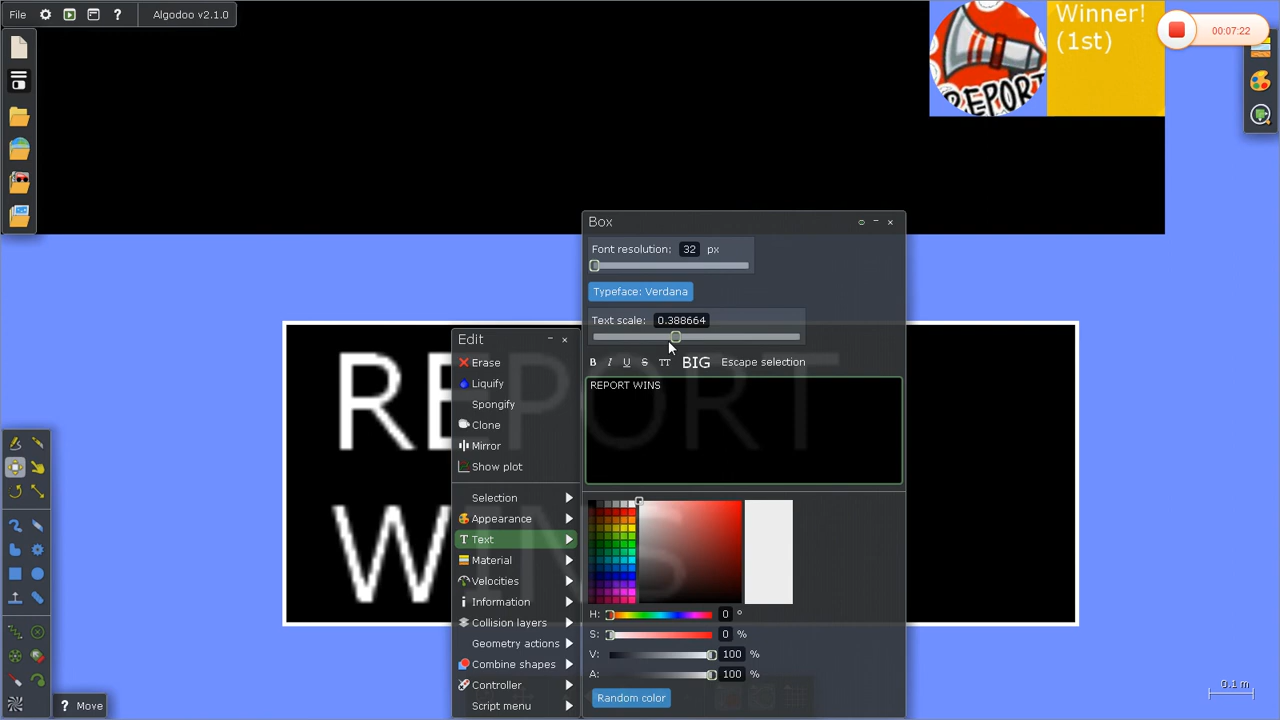 File
?
Algodoo v2.1.0
REPORT
Winner!
(1st)
00:07:22
Box
Font resolution: 32 px
Typeface: Verdana
Text scale: 0.388664
B I U S TT BIG Escape selection
REPORT WINS
Edit
Erase
Liquify
Spongify
Clone
Mirror
Show plot
Selection
Appearance
T Text
Material
Velocities
Information
Collision layers
Geometry actions
Combine shapes
Controller
Script menu
H: 0 °
S: 0 %
V: 100 %
A: 100 %
Random color
REPORT
WINS
? Move
0.1 m